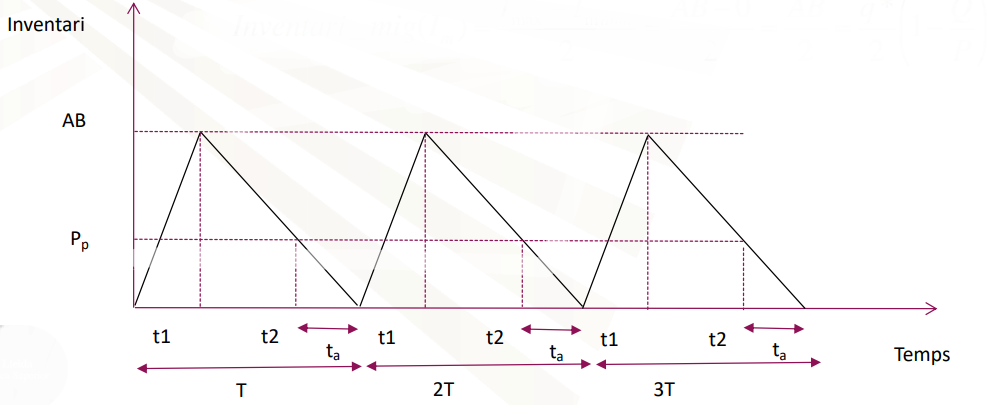 Inventari
AB
Pp
t1 t2 t1 t2 t1 t2
ta ta ta
Temps
T 2T 3T